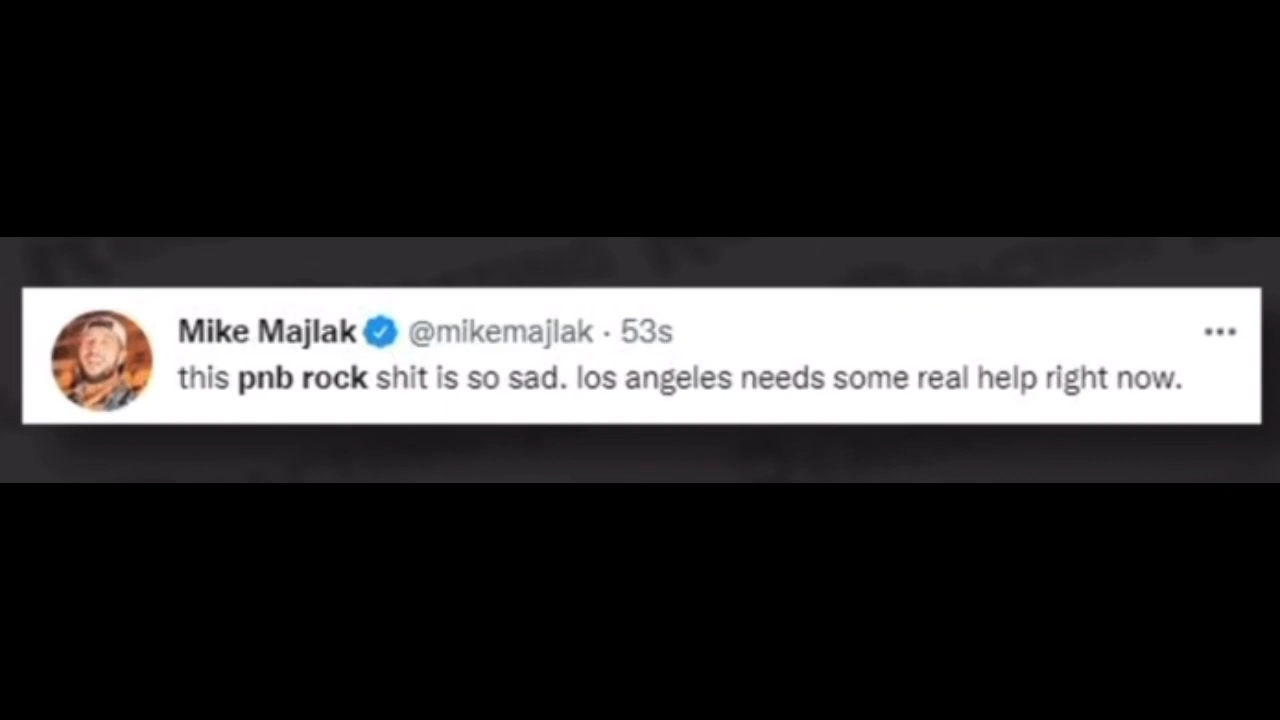 Mike Majlak @mikemajlak · 53s
this pnb rock shit is so sad. los angeles needs some real help right now.